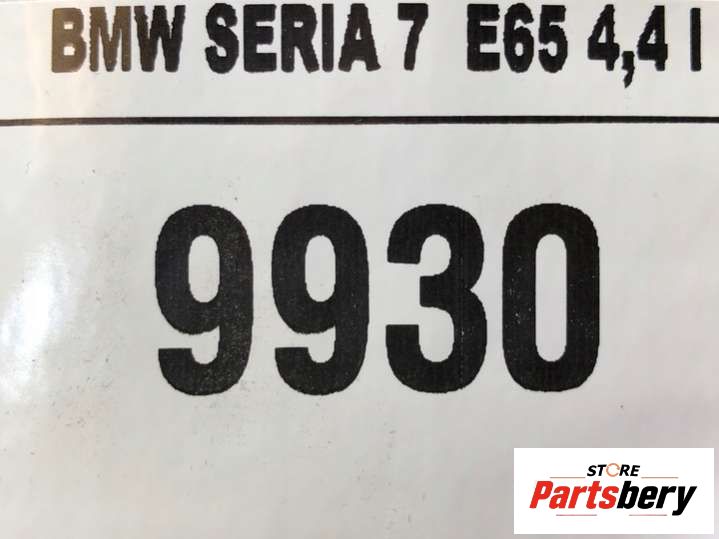 BMW SERIA 7 E65 4,4 l
9930
STORE
Partsbery